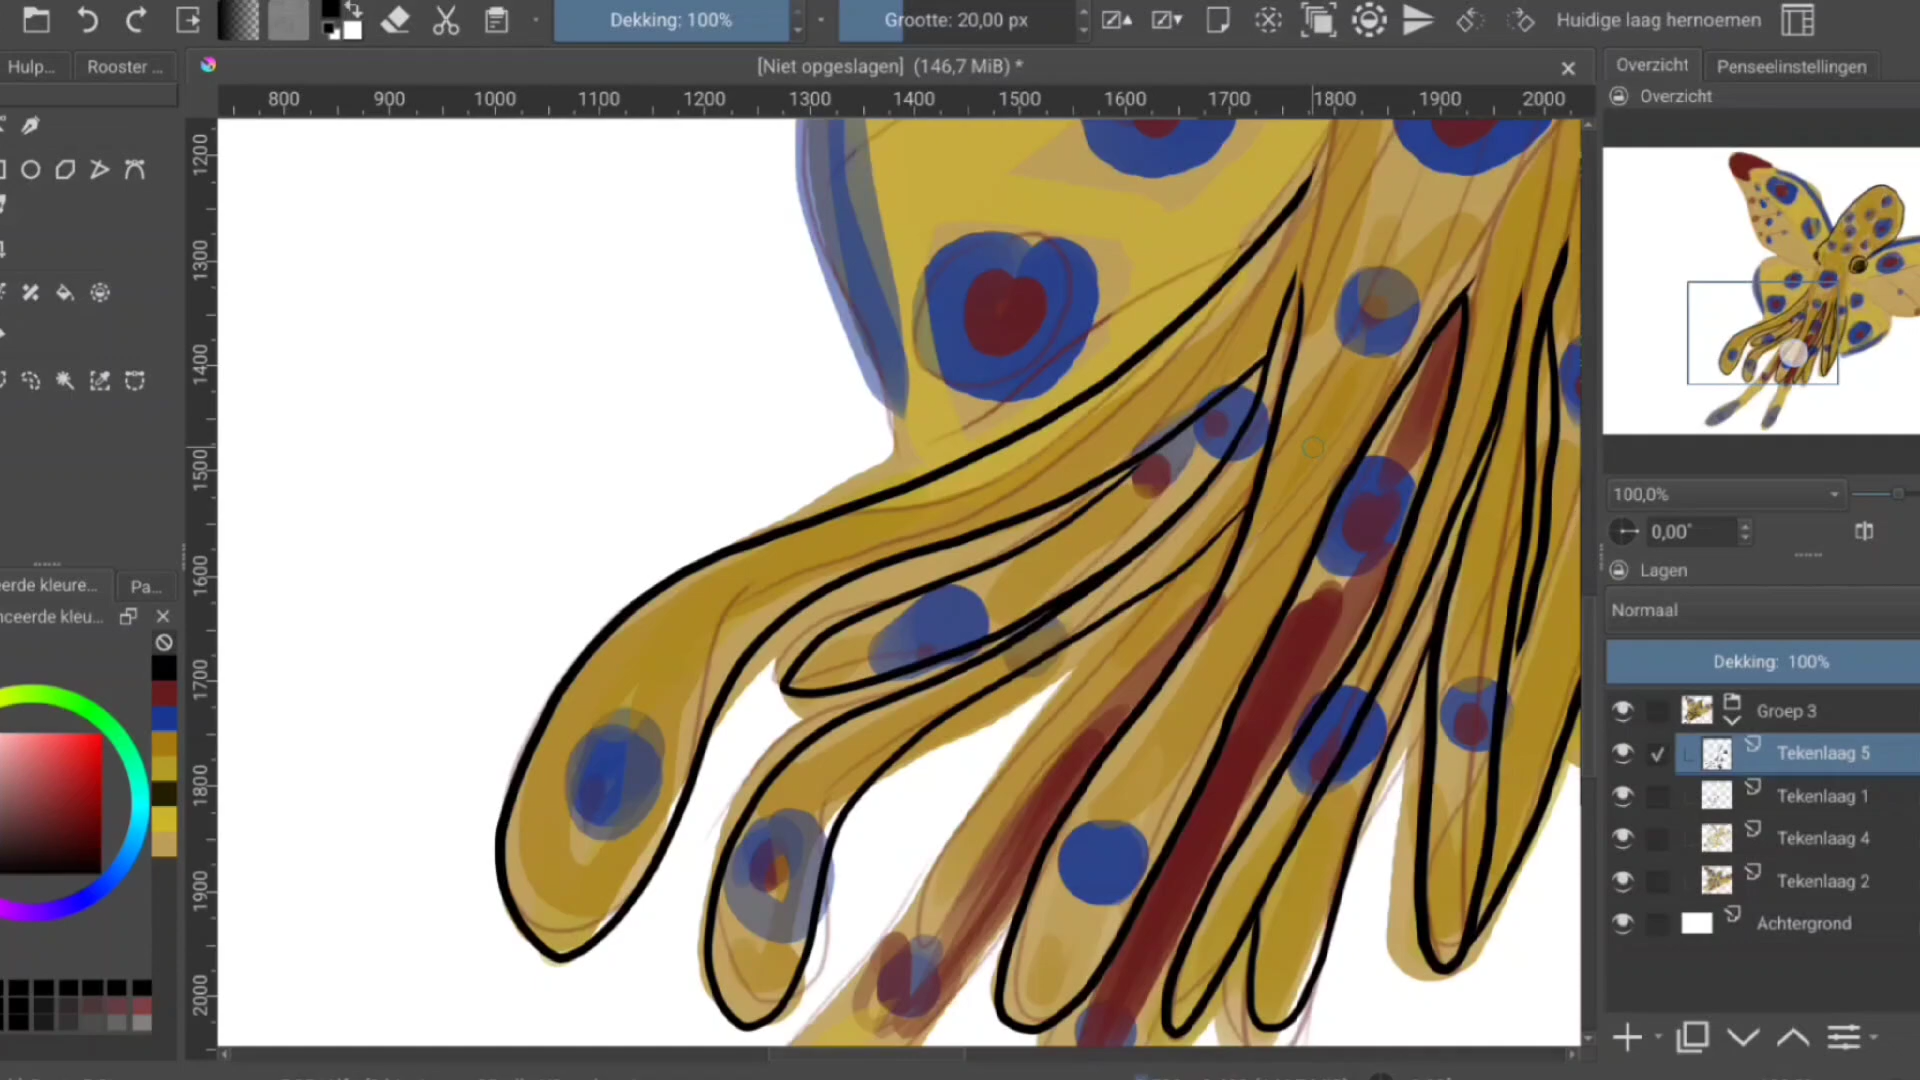 Dekking: 100%
Grootte: 20,00 px
Huidige laag hernoemen
Hulp...
Rooster ...
[Niet opgeslagen] (146,7 MiB) *
Overzicht
Penseelinstellingen
Overzicht
800 900 1000 1100 1200 1300 1400 1500 1600 1700 1800 1900 2000
1200
1300
1400
1500
1600
1700
1800
1900
2000
100,0%
0,00°
Lagen
Normaal
Dekking: 100%
Groep 3
Tekenlaag 5
Tekenlaag 1
Tekenlaag 4
Tekenlaag 2
Achtergrond
eerde kleure...
Pa...
nceerde kleu...